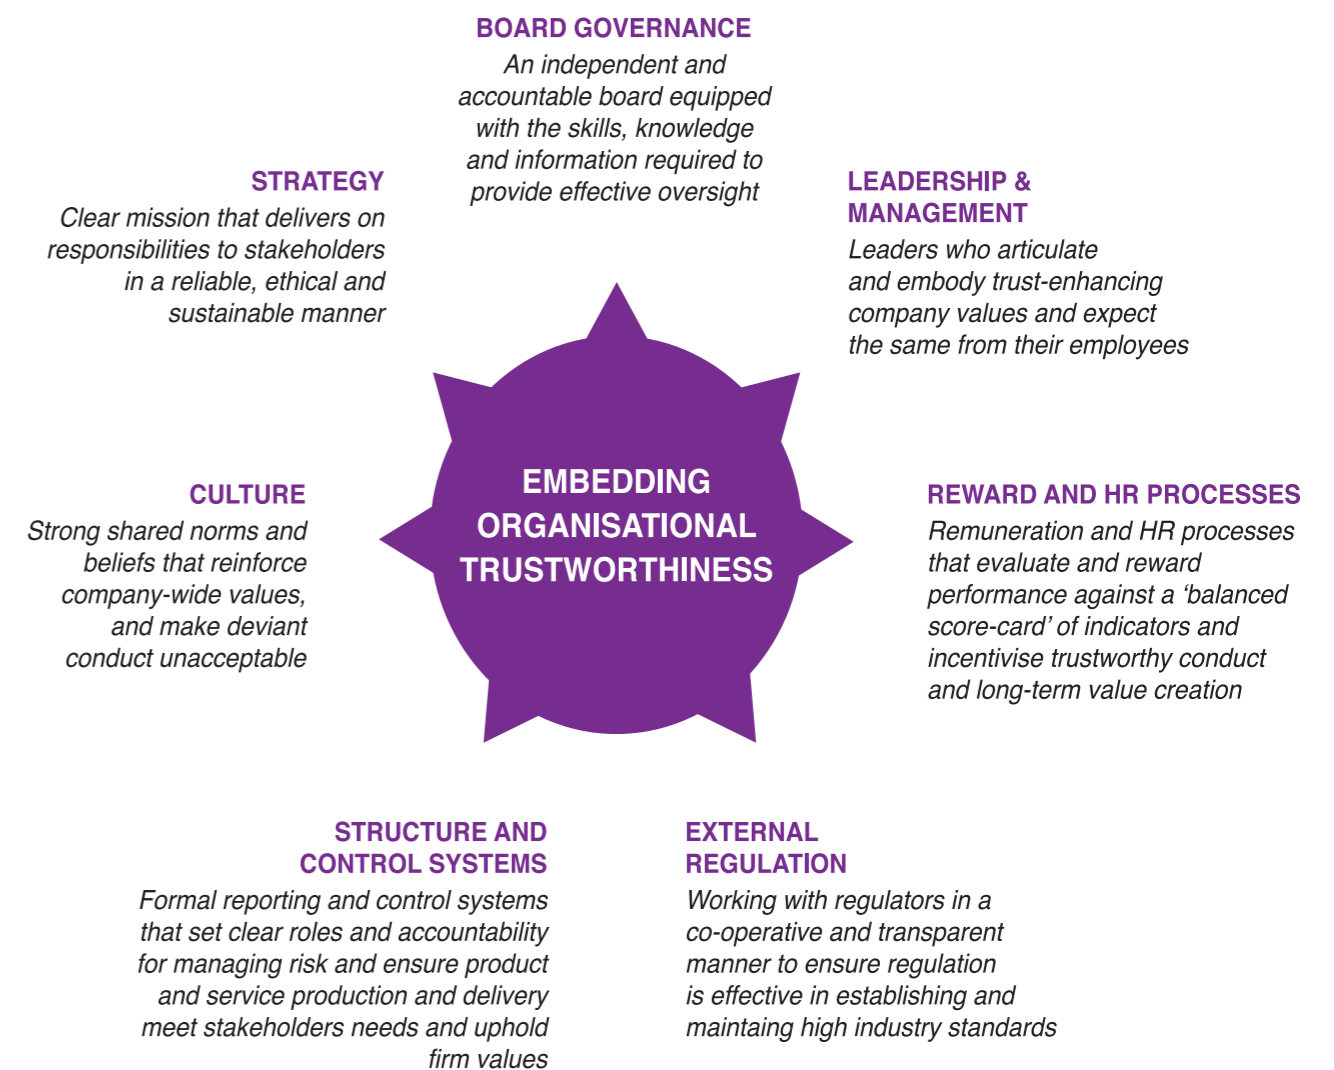 BOARD GOVERNANCE
An independent and
accountable board equipped
with the skills, knowledge
and information required to
provide effective oversight
STRATEGY
Clear mission that delivers on
responsibilities to stakeholders
in a reliable, ethical and
sustainable manner
LEADERSHIP &
MANAGEMENT
Leaders who articulate
and embody trust-enhancing
company values and expect
the same from their employees
EMBEDDING
ORGANISATIONAL
TRUSTWORTHINESS
CULTURE
Strong shared norms and
beliefs that reinforce
company-wide values,
and make deviant
conduct unacceptable
REWARD AND HR PROCESSES
Remuneration and HR processes
that evaluate and reward
performance against a ‘balanced
score-card’ of indicators and
incentivise trustworthy conduct
and long-term value creation
STRUCTURE AND
CONTROL SYSTEMS
Formal reporting and control systems
that set clear roles and accountability
for managing risk and ensure product
and service production and delivery
meet stakeholders needs and uphold
firm values
EXTERNAL
REGULATION
Working with regulators in a
co-operative and transparent
manner to ensure regulation
is effective in establishing and
maintaing high industry standards